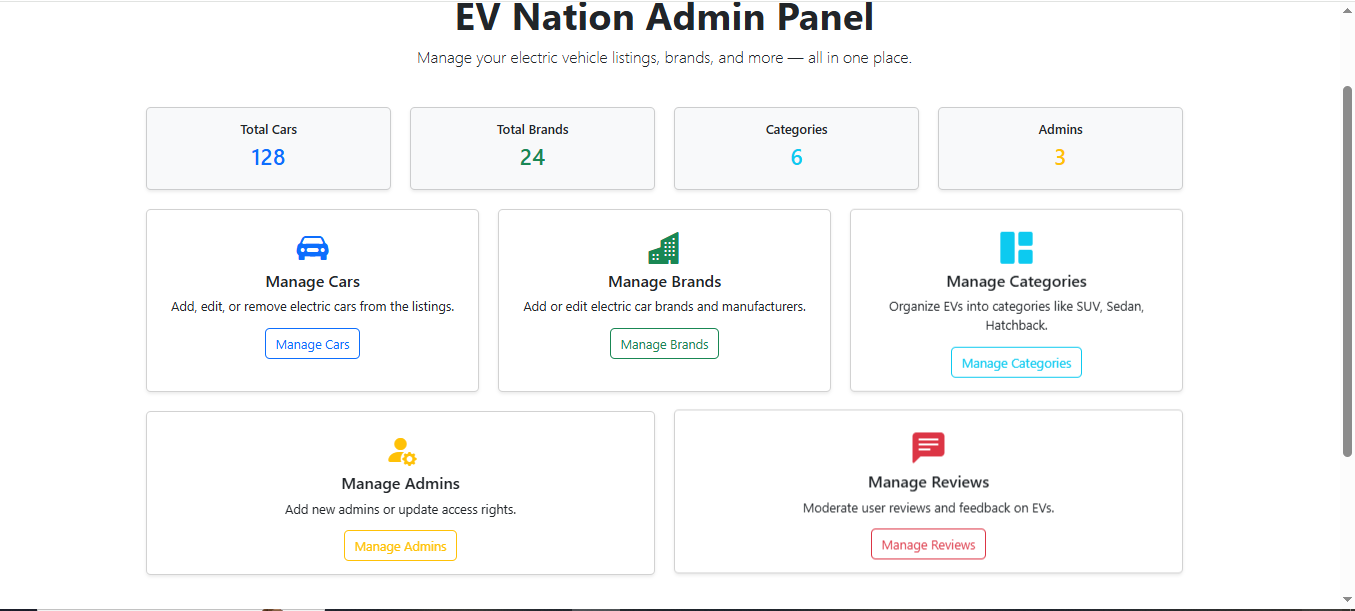 EV Nation Admin Panel
Manage your electric vehicle listings, brands, and more — all in one place.
Total Cars
128
Total Brands
24
Categories
6
Admins
3
Manage Cars
Add, edit, or remove electric cars from the listings.
Manage Cars
Manage Brands
Add or edit electric car brands and manufacturers.
Manage Brands
Manage Categories
Organize EVs into categories like SUV, Sedan,
Hatchback.
Manage Categories
Manage Admins
Add new admins or update access rights.
Manage Admins
Manage Reviews
Moderate user reviews and feedback on EVs.
Manage Reviews